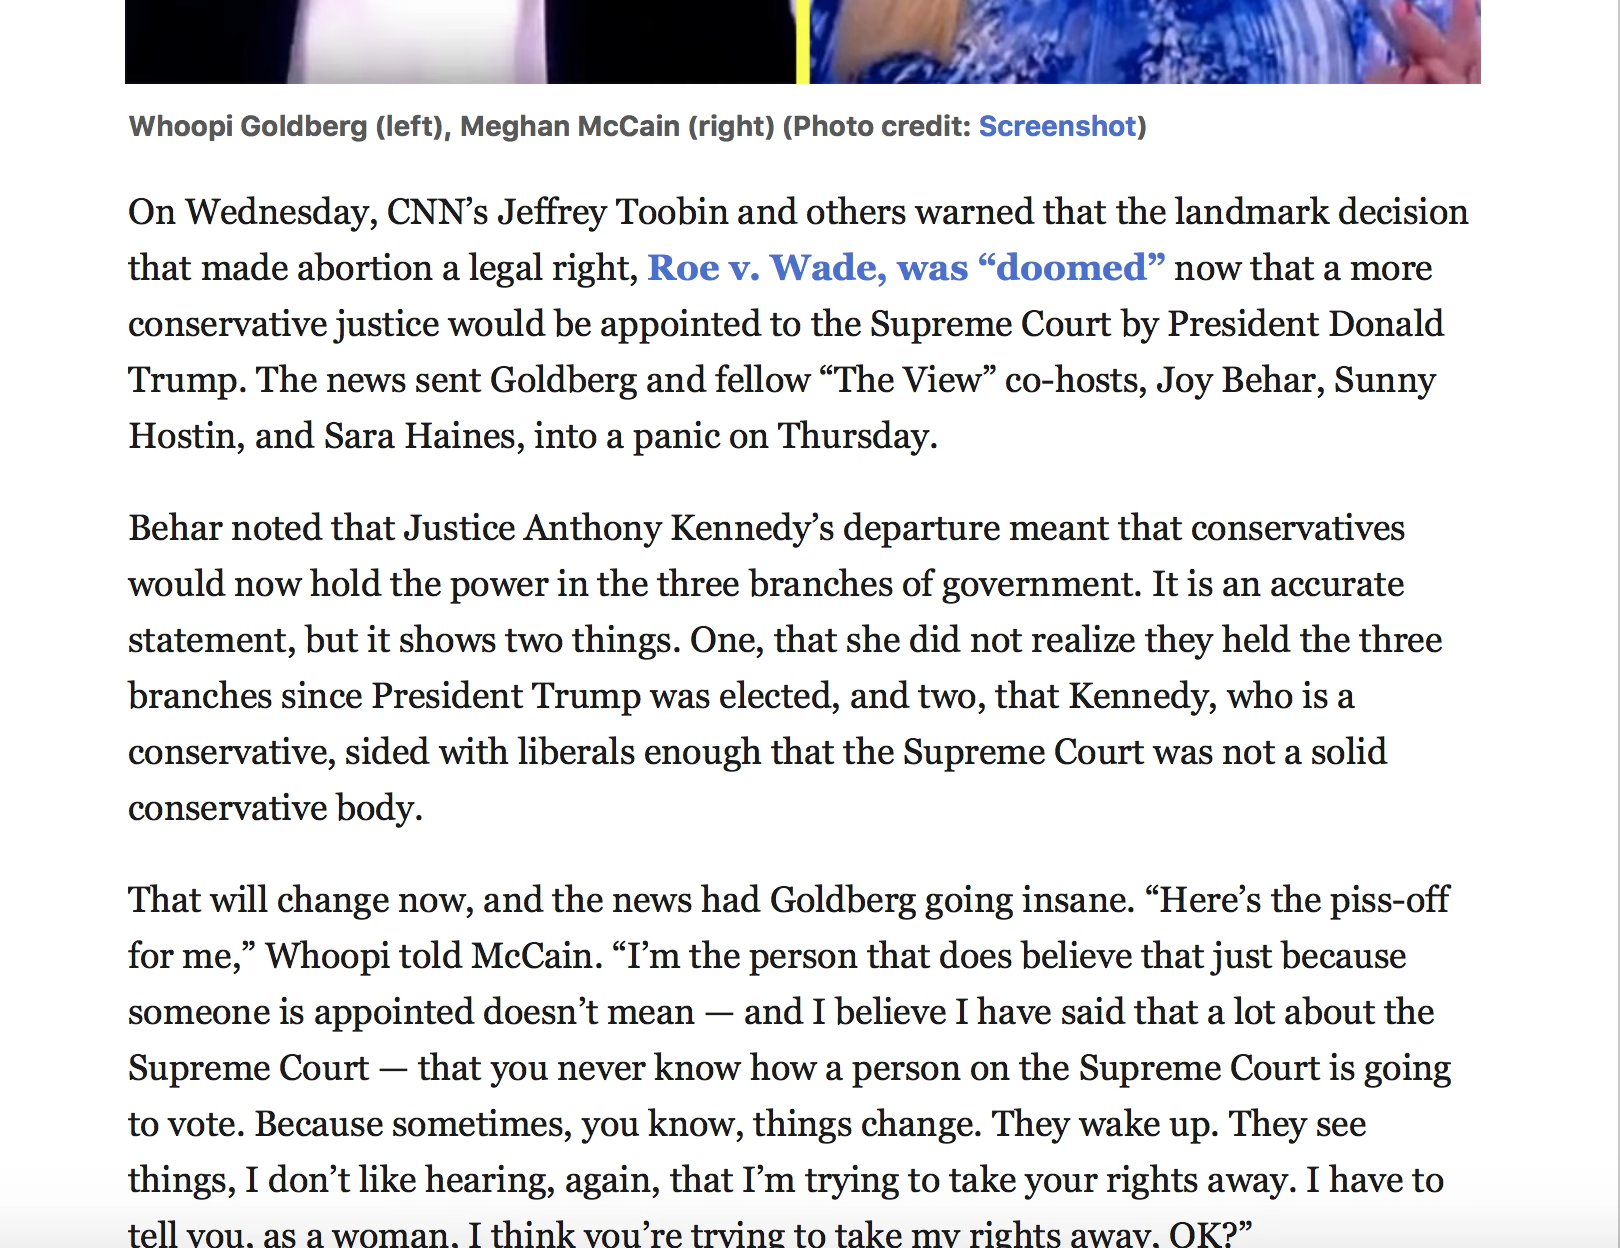 Whoopi Goldberg (left), Meghan McCain (right) (Photo credit: Screenshot)
On Wednesday, CNN’s Jeffrey Toobin and others warned that the landmark decision
that made abortion a legal right, Roe v. Wade, was “doomed” now that a more
conservative justice would be appointed to the Supreme Court by President Donald
Trump. The news sent Goldberg and fellow “The View” co-hosts, Joy Behar, Sunny
Hostin, and Sara Haines, into a panic on Thursday.
Behar noted that Justice Anthony Kennedy’s departure meant that conservatives
would now hold the power in the three branches of government. It is an accurate
statement, but it shows two things. One, that she did not realize they held the three
branches since President Trump was elected, and two, that Kennedy, who is a
conservative, sided with liberals enough that the Supreme Court was not a solid
conservative body.
That will change now, and the news had Goldberg going insane. “Here’s the piss-off
for me,” Whoopi told McCain. “I’m the person that does believe that just because
someone is appointed doesn’t mean — and I believe I have said that a lot about the
Supreme Court — that you never know how a person on the Supreme Court is going
to vote. Because sometimes, you know, things change. They wake up. They see
things, I don’t like hearing, again, that I’m trying to take your rights away. I have to
tell you, as a woman, I think you’re trying to take my rights away, OK?”